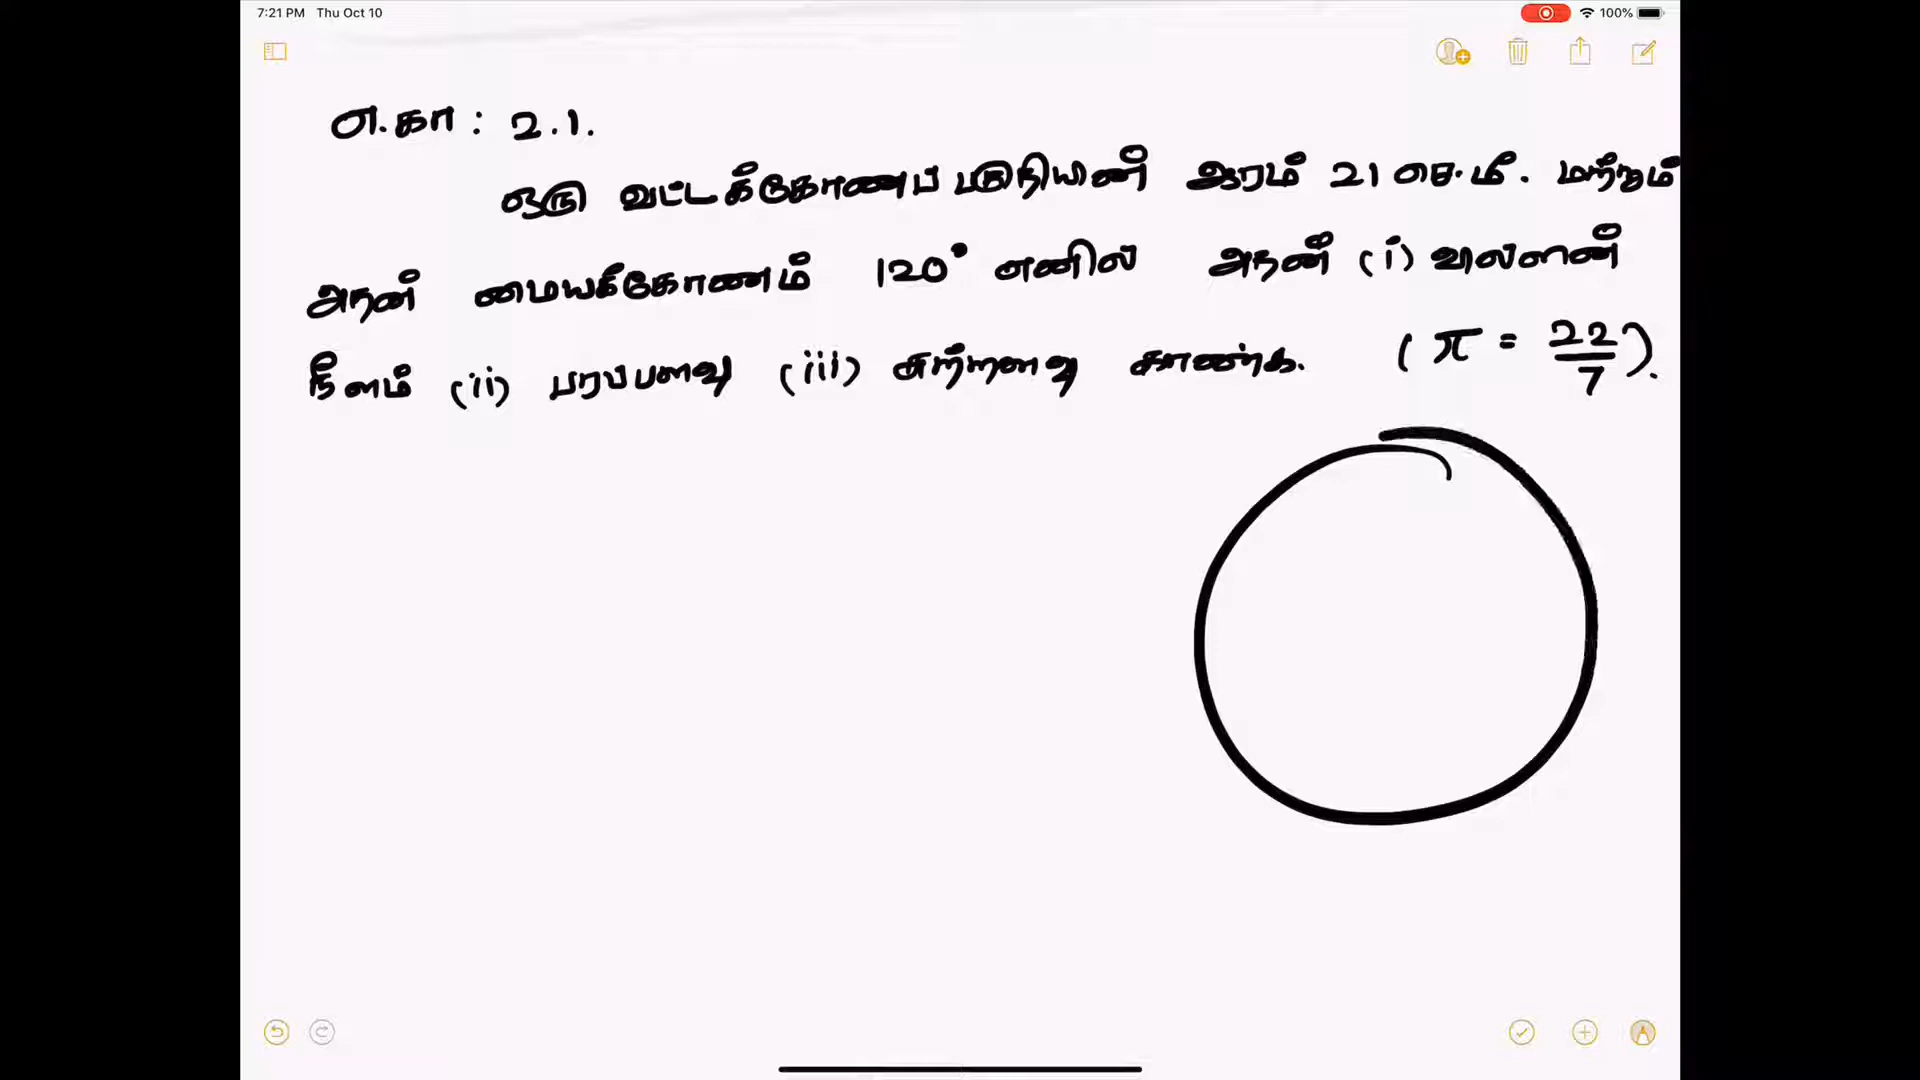 7:21 PM Thu Oct 10
100%
எ.கா : 2.1.
ஒரு வட்டக்கோணப் பகுதியின் ஆரம் 21 செ.மீ. மற்றும்
அதன் மையக்கோணம் 120° எனில் அதன் (i) வில்லின்
நீளம் (ii) பரப்பளவு (iii) சுற்றளவு காண்க. (π = 22/7).